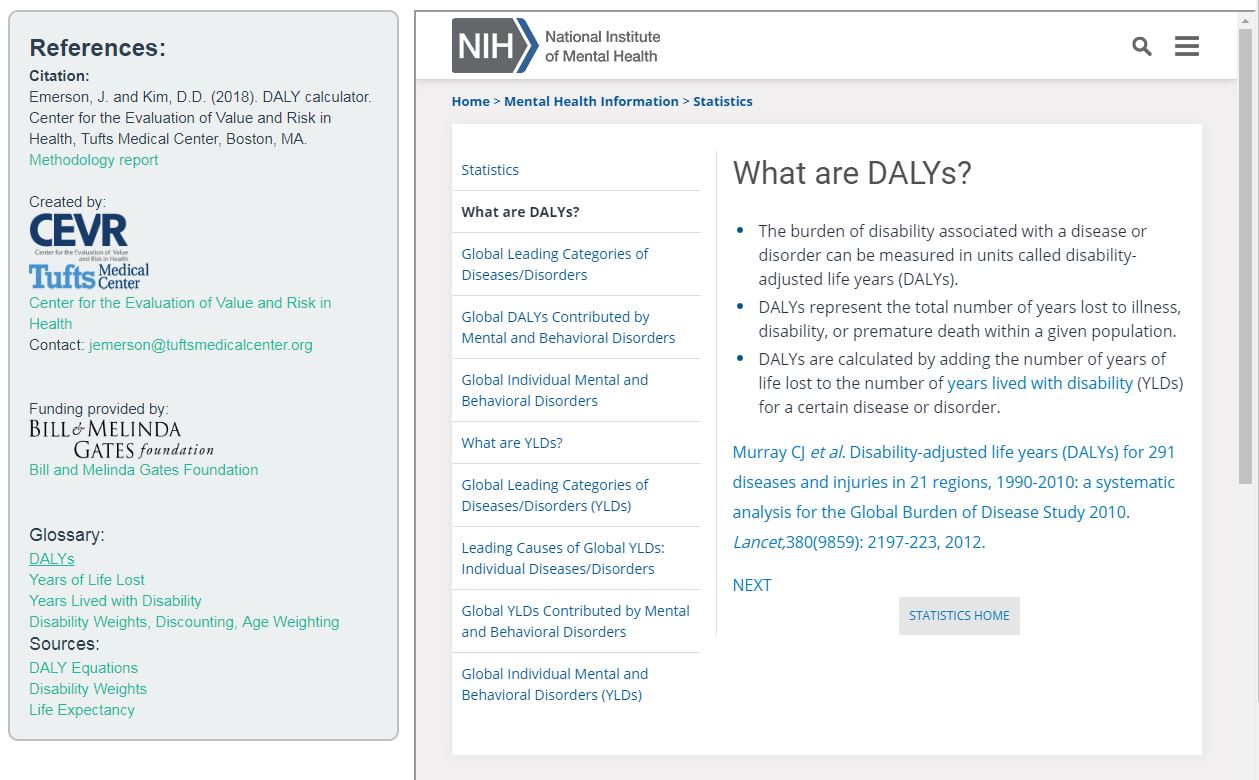 References:
Citation:
Emerson, J. and Kim, D.D. (2018). DALY calculator.
Center for the Evaluation of Value and Risk in
Health, Tufts Medical Center, Boston, MA.
Methodology report
Created by:
CEVR
Center for the Evaluation of Value
and Risk in Health
Tufts Medical
Center
Center for the Evaluation of Value and Risk in
Health
Contact: jemerson@tuftsmedicalcenter.org
Funding provided by:
BILL & MELINDA
GATES foundation
Bill and Melinda Gates Foundation
Glossary:
DALYs
Years of Life Lost
Years Lived with Disability
Disability Weights, Discounting, Age Weighting
Sources:
DALY Equations
Disability Weights
Life Expectancy
NIH National Institute
of Mental Health
Home > Mental Health Information > Statistics
Statistics
What are DALYs?
Global Leading Categories of
Diseases/Disorders
Global DALYs Contributed by
Mental and Behavioral Disorders
Global Individual Mental and
Behavioral Disorders
What are YLDs?
Global Leading Categories of
Diseases/Disorders (YLDs)
Leading Causes of Global YLDs:
Individual Diseases/Disorders
Global YLDs Contributed by Mental
and Behavioral Disorders
Global Individual Mental and
Behavioral Disorders (YLDs)
What are DALYs?
• The burden of disability associated with a disease or
disorder can be measured in units called disability-
adjusted life years (DALYs).
• DALYs represent the total number of years lost to illness,
disability, or premature death within a given population.
• DALYs are calculated by adding the number of years of
life lost to the number of years lived with disability (YLDs)
for a certain disease or disorder.
Murray CJ et al. Disability-adjusted life years (DALYs) for 291
diseases and injuries in 21 regions, 1990-2010: a systematic
analysis for the Global Burden of Disease Study 2010.
Lancet,380(9859): 2197-223, 2012.
NEXT
STATISTICS HOME